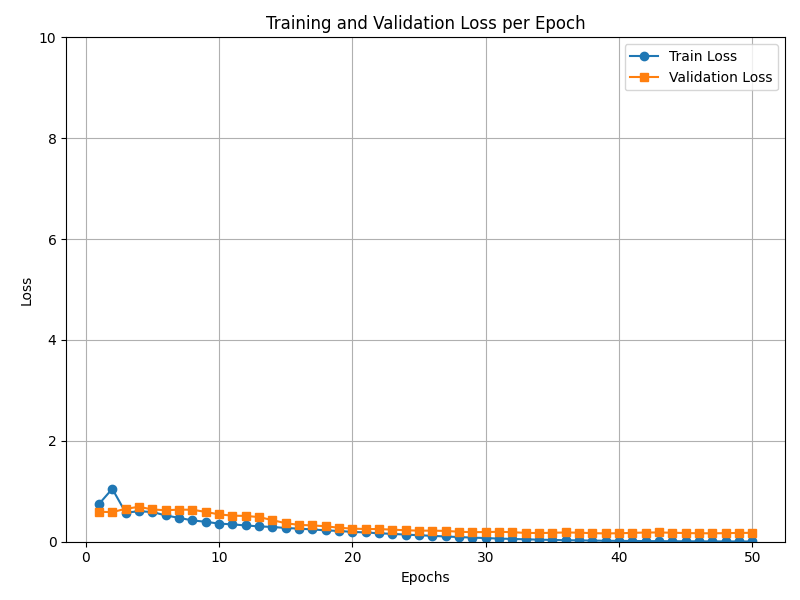 Training and Validation Loss per Epoch
Train Loss
Validation Loss
10
8
6
4
2
0
Loss
0 10 20 30 40 50
Epochs